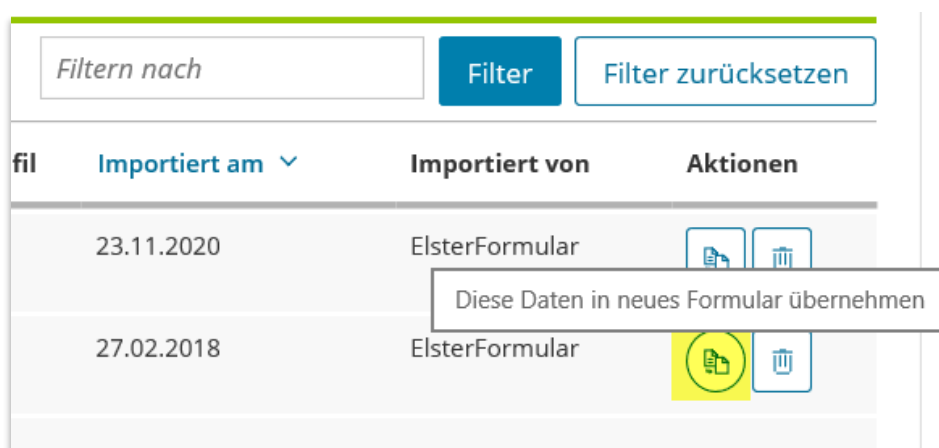 Filtern nach Filter Filter zurücksetzen
fil Importiert am Importiert von Aktionen
23.11.2020 ElsterFormular
Diese Daten in neues Formular übernehmen
27.02.2018 ElsterFormular